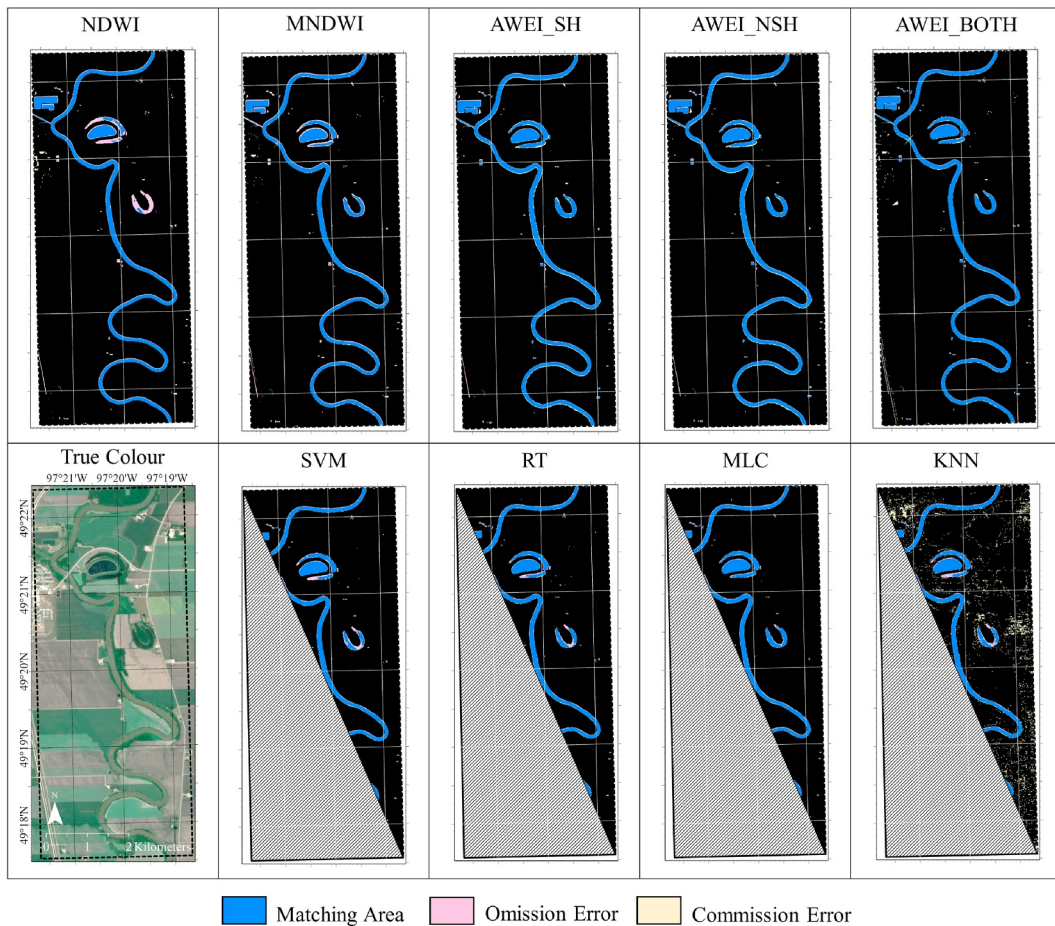 NDWI
MNDWI
AWEI_SH
AWEI_NSH
AWEI_BOTH
True Colour
97°21'W 97°20'W 97°19'W
49°22'N
49°21'N
49°20'N
49°19'N
49°18'N
N
0 1 2 Kilometers
SVM
RT
MLC
KNN
Matching Area
Omission Error
Commission Error